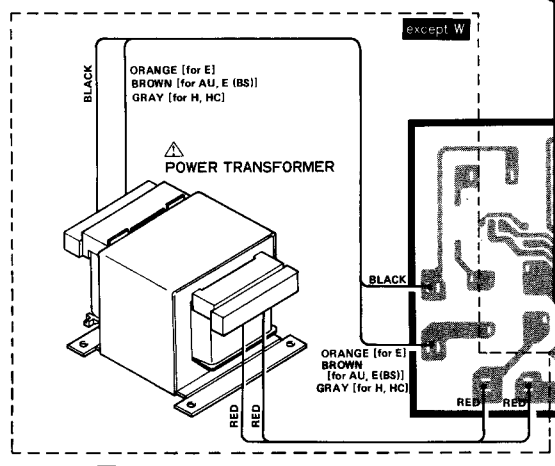 except W
BLACK
ORANGE [for E]
BROWN [for AU, E (BS)]
GRAY [for H, HC]
⚠
POWER TRANSFORMER
BLACK
ORANGE [for E]
BROWN
[for AU, E(BS)]
GRAY [for H, HC]
RED
RED
RED
RED